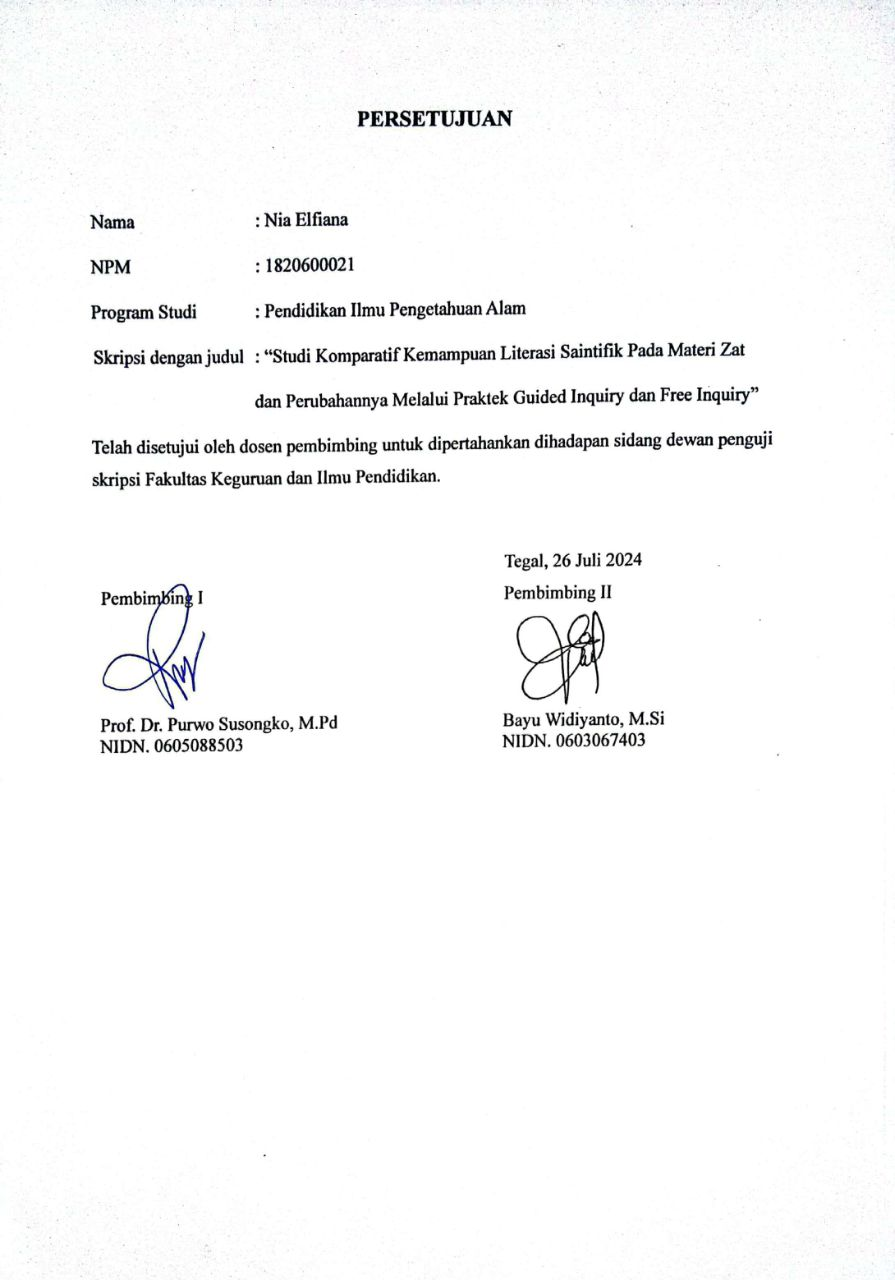 PERSETUJUAN
Nama : Nia Elfiana
NPM : 1820600021
Program Studi : Pendidikan Ilmu Pengetahuan Alam
Skripsi dengan judul : “Studi Komparatif Kemampuan Literasi Saintifik Pada Materi Zat
dan Perubahannya Melalui Praktek Guided Inquiry dan Free Inquiry”
Telah disetujui oleh dosen pembimbing untuk dipertahankan dihadapan sidang dewan penguji
skripsi Fakultas Keguruan dan Ilmu Pendidikan.
Tegal, 26 Juli 2024
Pembimbing I
Pembimbing II
Prof. Dr. Purwo Susongko, M.Pd
NIDN. 0605088503
Bayu Widiyanto, M.Si
NIDN. 0603067403